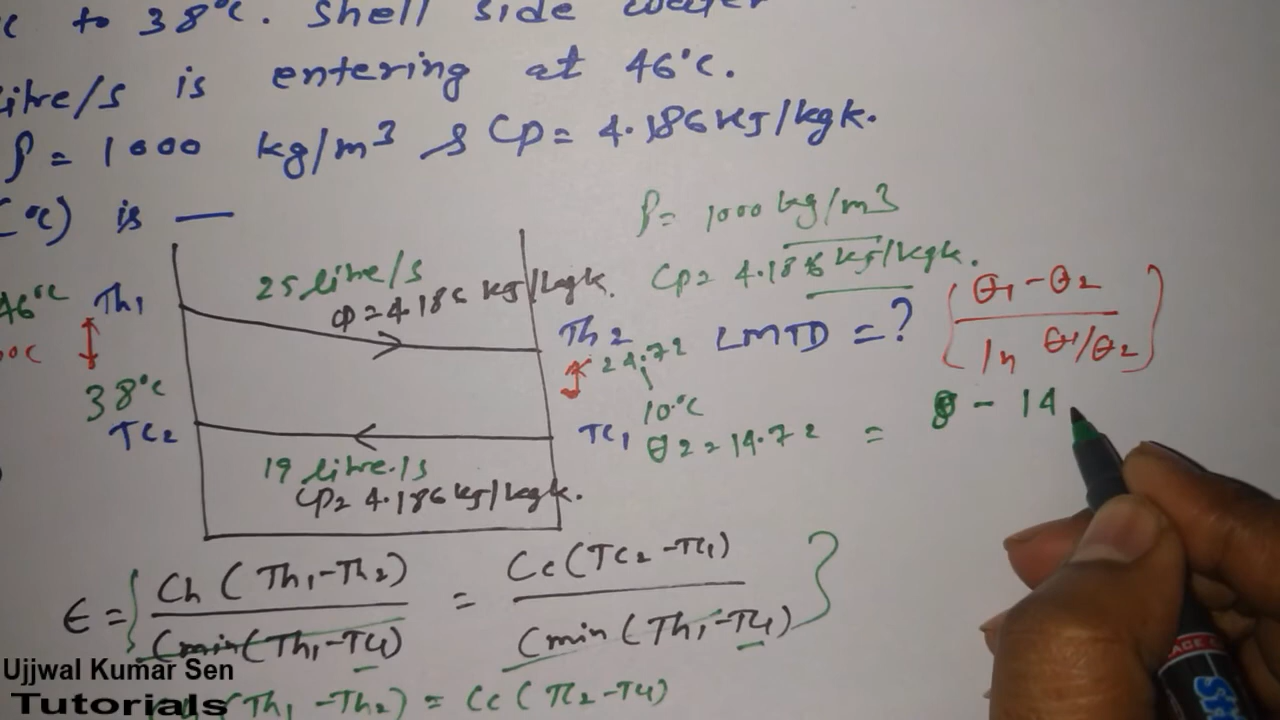 to 38°C. Shell side water
litre/s is entering at 46°C.
ρ = 1000 kg/m3 & Cp = 4.186 KJ/kgk.
(°C) is —
ρ = 1000 kg/m3
25 litre/s
Cp = 4.186 kJ/kgk.
Cp = 4.186 KJ/kgk.
46°C Th1
Th2 24.72
LMTD = ? (θ1-θ2 / ln θ1/θ2)
0°C
38°C
TC2
TC1 10°C
θ2 = 14.72 = 8 - 14
19 litre/s
Cp = 4.186 KJ/kgk.
ϵ = { Ch (Th1-Th2) / Cmin (Th1-TC1) = Cc (TC2-TC1) / Cmin (Th1-TC1) }
Ujjwal Kumar Sen
Tutorials
(Th1-Th2) = Cc (TC2-TC1)